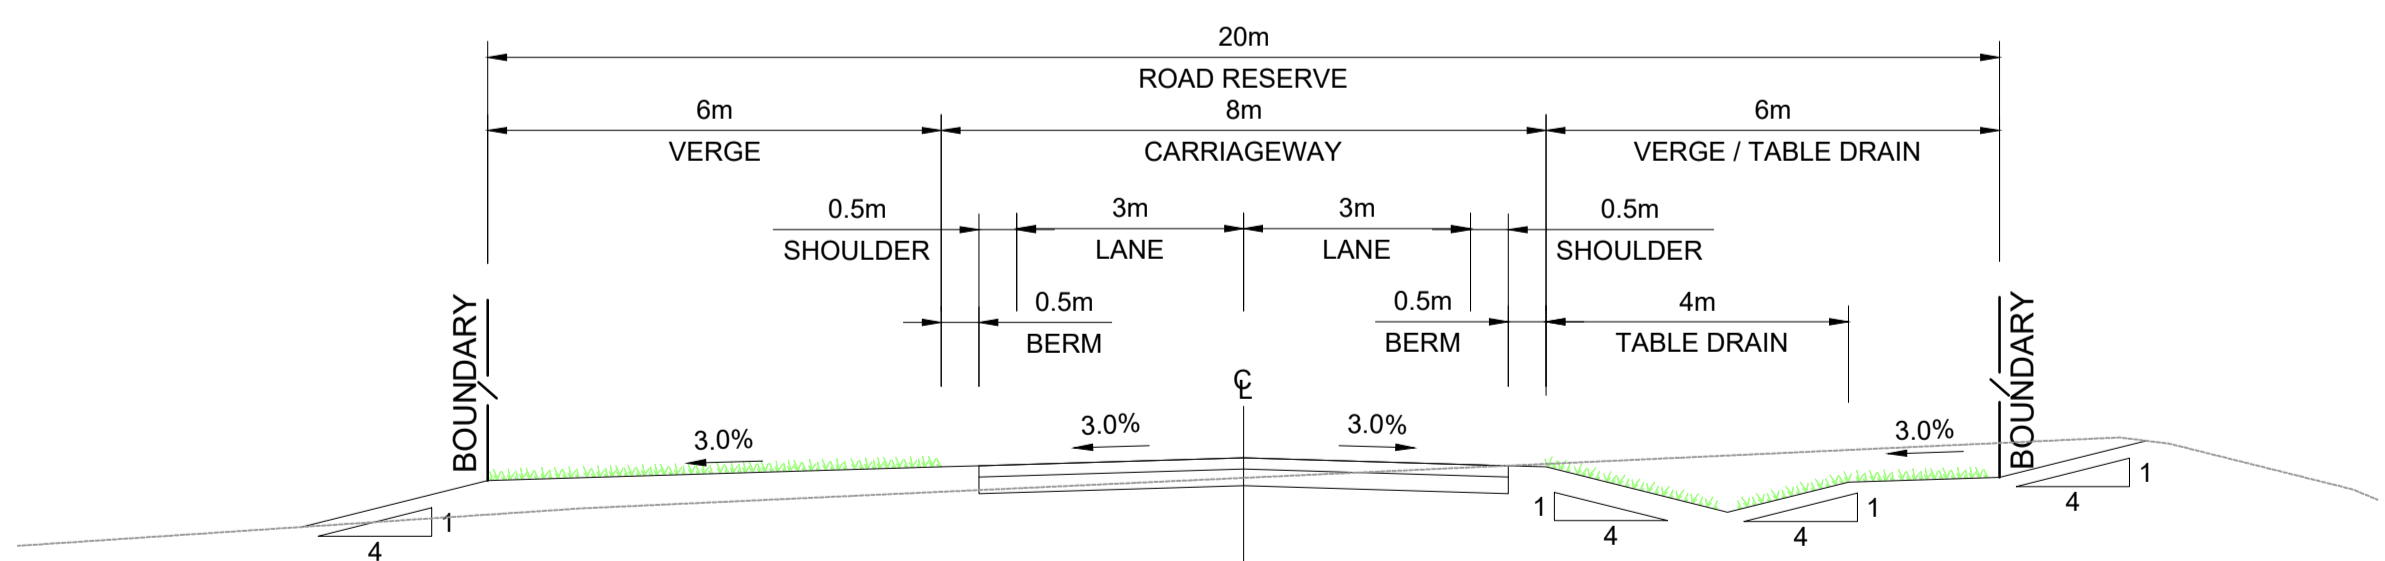 20m
ROAD RESERVE
6m 8m 6m
VERGE CARRIAGEWAY VERGE / TABLE DRAIN
0.5m 3m 3m 0.5m
SHOULDER LANE LANE SHOULDER
0.5m 0.5m 4m
BERM BERM TABLE DRAIN
BOUNDARY BOUNDARY
℄
3.0% 3.0% 3.0% 3.0%
1 1 1 1
4 4 4 4